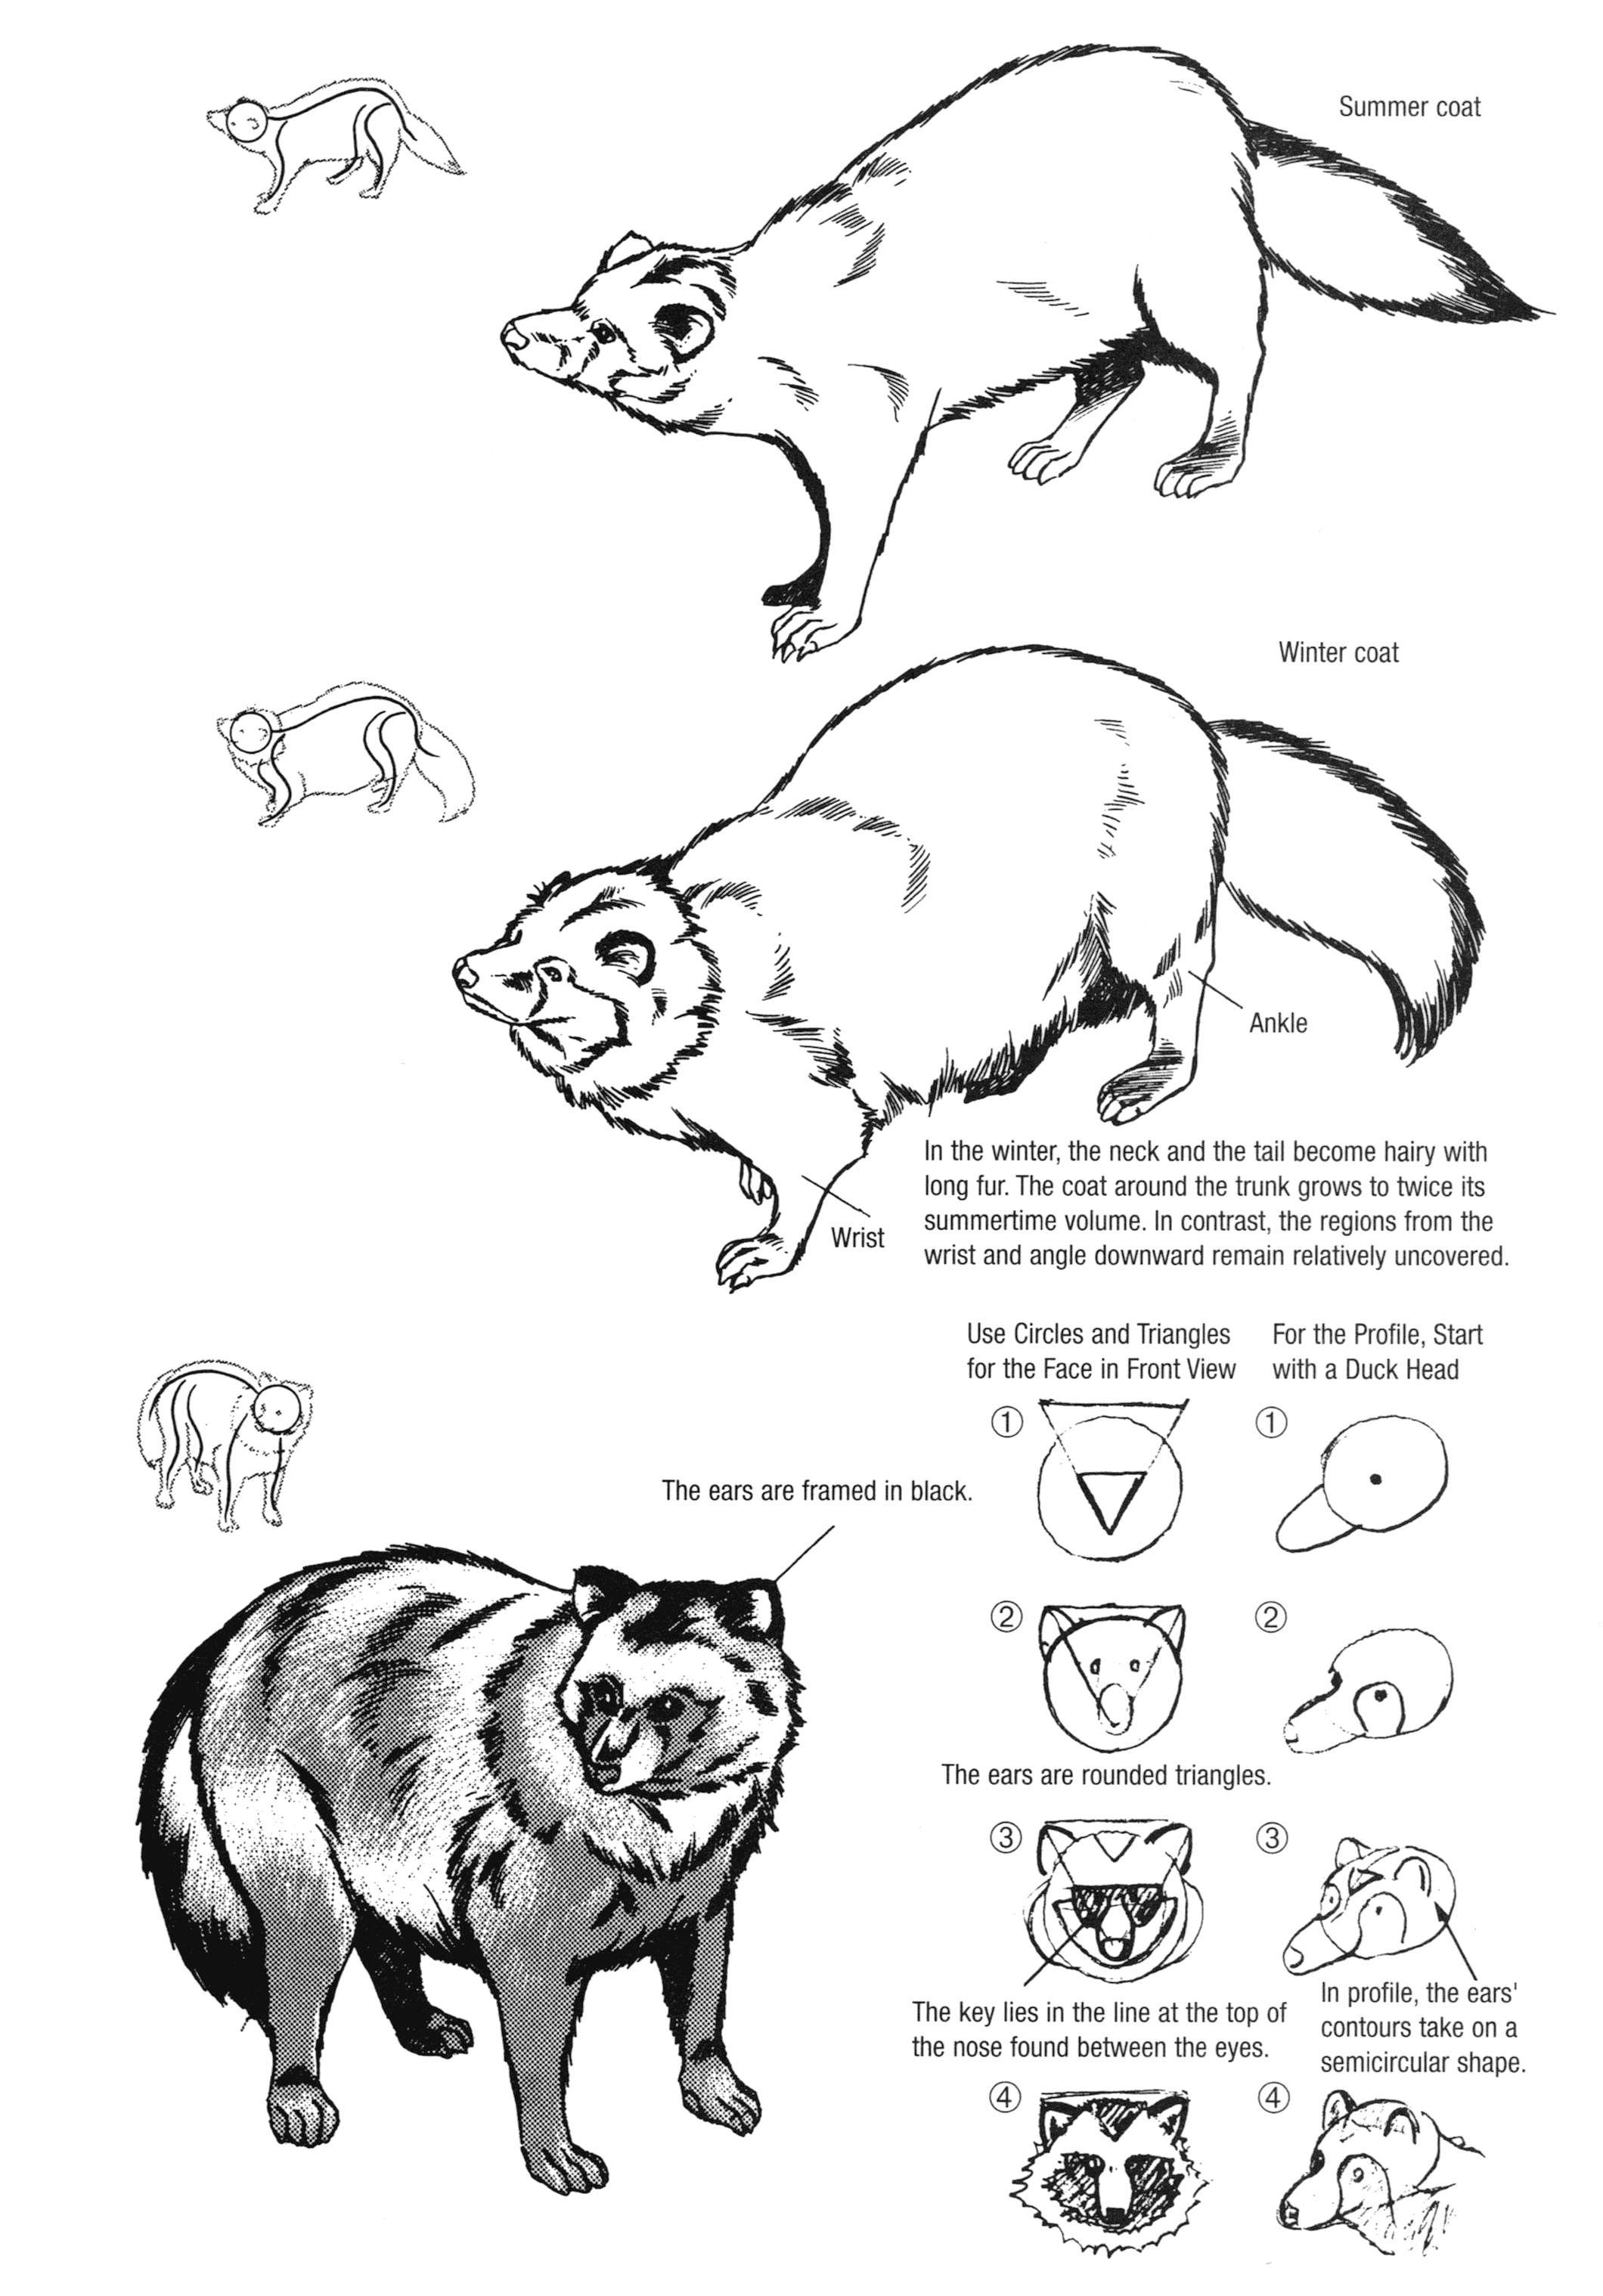 Summer coat
Winter coat
Ankle
Wrist
In the winter, the neck and the tail become hairy with
long fur. The coat around the trunk grows to twice its
summertime volume. In contrast, the regions from the
wrist and angle downward remain relatively uncovered.
Use Circles and Triangles
for the Face in Front View
For the Profile, Start
with a Duck Head
①
①
The ears are framed in black.
②
②
The ears are rounded triangles.
③
③
The key lies in the line at the top of
the nose found between the eyes.
In profile, the ears'
contours take on a
semicircular shape.
④
④